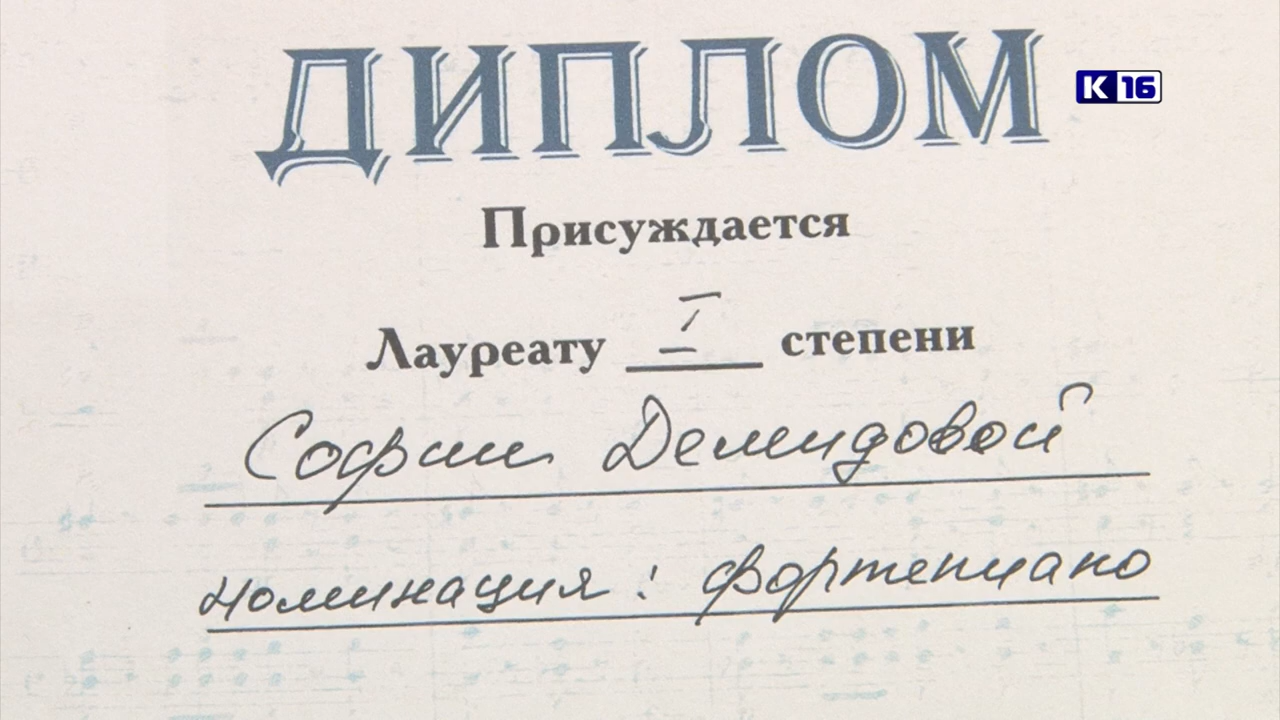 ДИПЛОМ
К 16
Присуждается
Лауреату I степени
Софии Демидовой
номинация: фортепиано